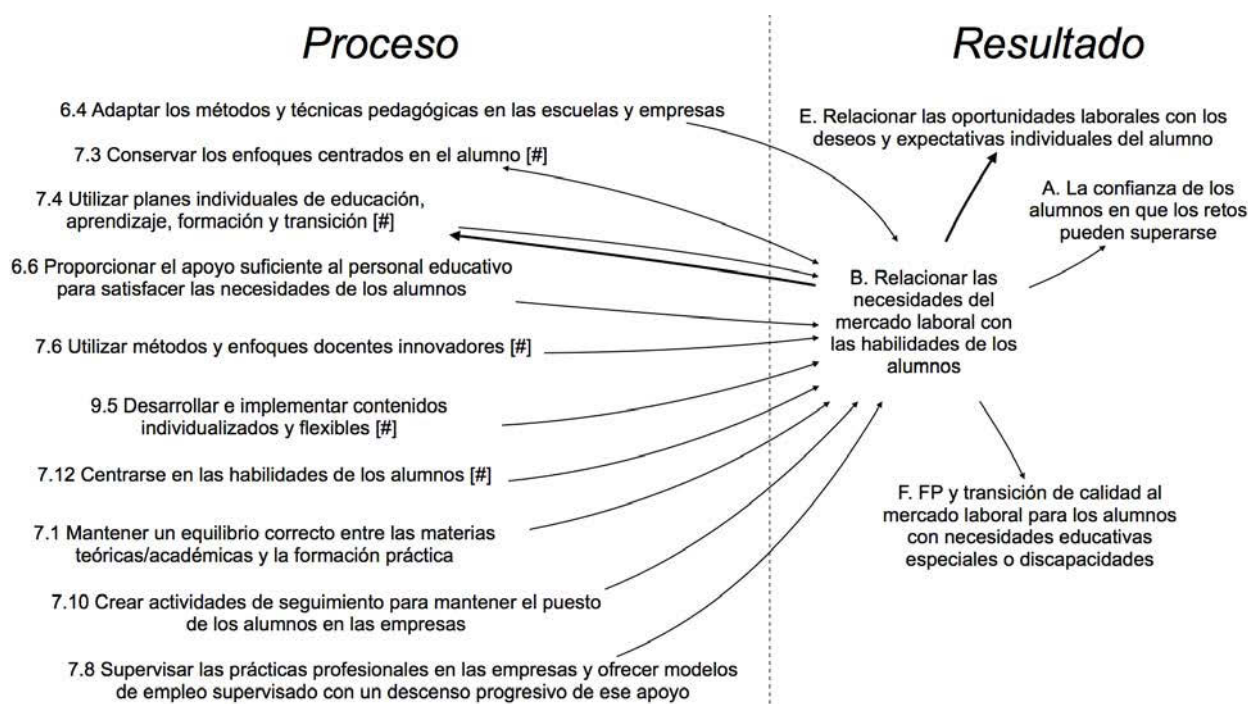 Proceso
Resultado
6.4 Adaptar los métodos y técnicas pedagógicas en las escuelas y empresas
7.3 Conservar los enfoques centrados en el alumno [#]
7.4 Utilizar planes individuales de educación,
aprendizaje, formación y transición [#]
6.6 Proporcionar el apoyo suficiente al personal educativo
para satisfacer las necesidades de los alumnos
7.6 Utilizar métodos y enfoques docentes innovadores [#]
9.5 Desarrollar e implementar contenidos
individualizados y flexibles [#]
7.12 Centrarse en las habilidades de los alumnos [#]
7.1 Mantener un equilibrio correcto entre las materias
teóricas/académicas y la formación práctica
7.10 Crear actividades de seguimiento para mantener el puesto
de los alumnos en las empresas
7.8 Supervisar las prácticas profesionales en las empresas y ofrecer modelos
de empleo supervisado con un descenso progresivo de ese apoyo
E. Relacionar las oportunidades laborales con los
deseos y expectativas individuales del alumno
A. La confianza de los
alumnos en que los retos
pueden superarse
B. Relacionar las
necesidades del
mercado laboral con
las habilidades de los
alumnos
F. FP y transición de calidad al
mercado laboral para los alumnos
con necesidades educativas
especiales o discapacidades